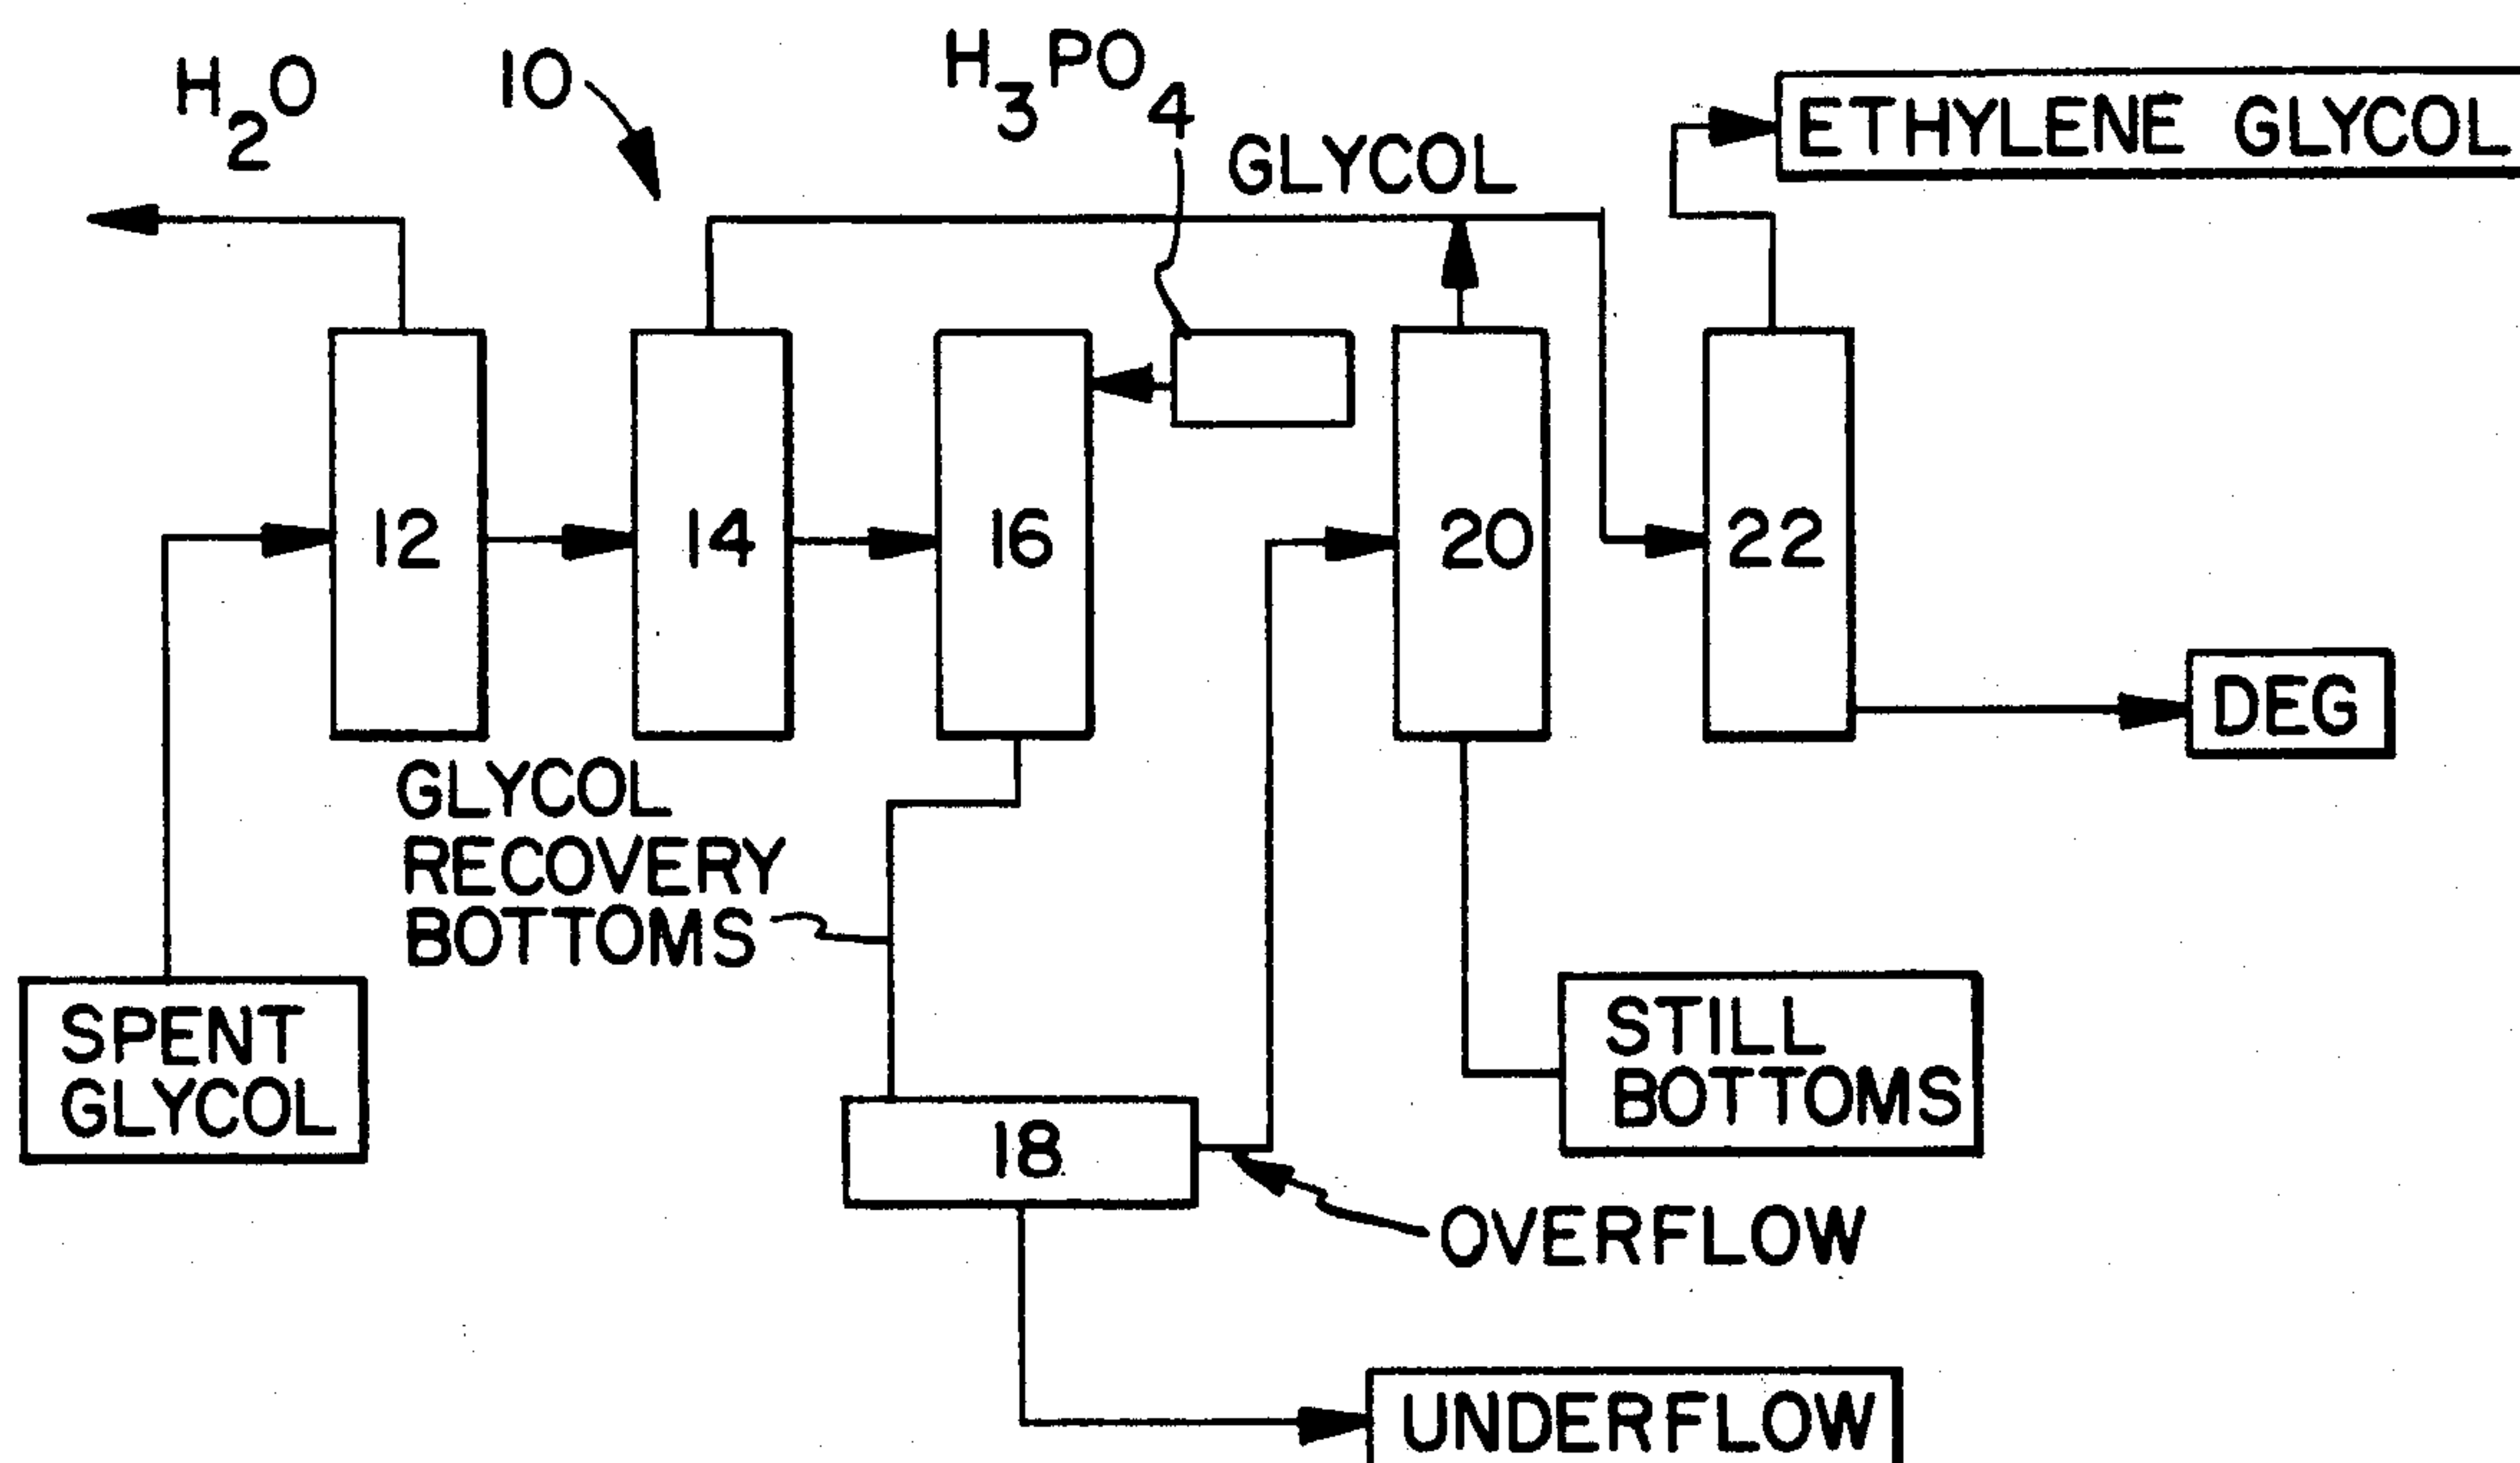 H2O
10
H3PO4
GLYCOL
ETHYLENE GLYCOL
12
14
16
20
22
DEG
GLYCOL
RECOVERY
BOTTOMS
SPENT
GLYCOL
STILL
BOTTOMS
18
OVERFLOW
UNDERFLOW